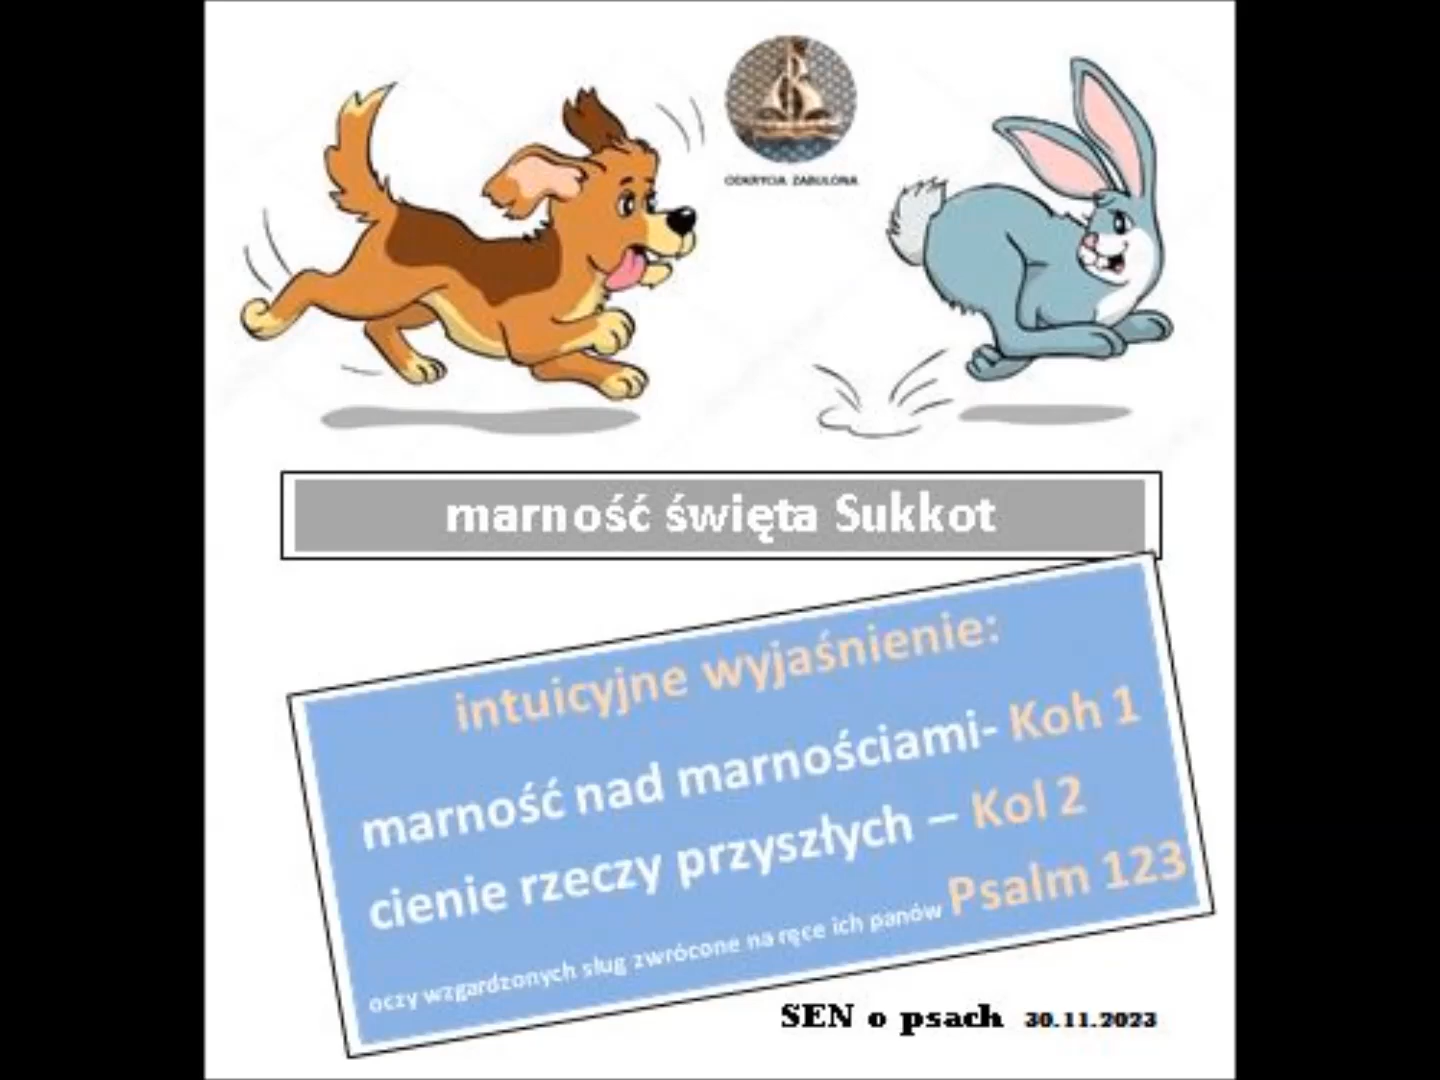 ODKRYCIA ZABULONA
marność święta Sukkot
intuicyjne wyjaśnienie:
marność nad marnościami- Koh 1
cienie rzeczy przyszłych – Kol 2
oczy wzgardzonych sług zwrócone na ręce ich panów Psalm 123
SEN o psach 30.11.2023